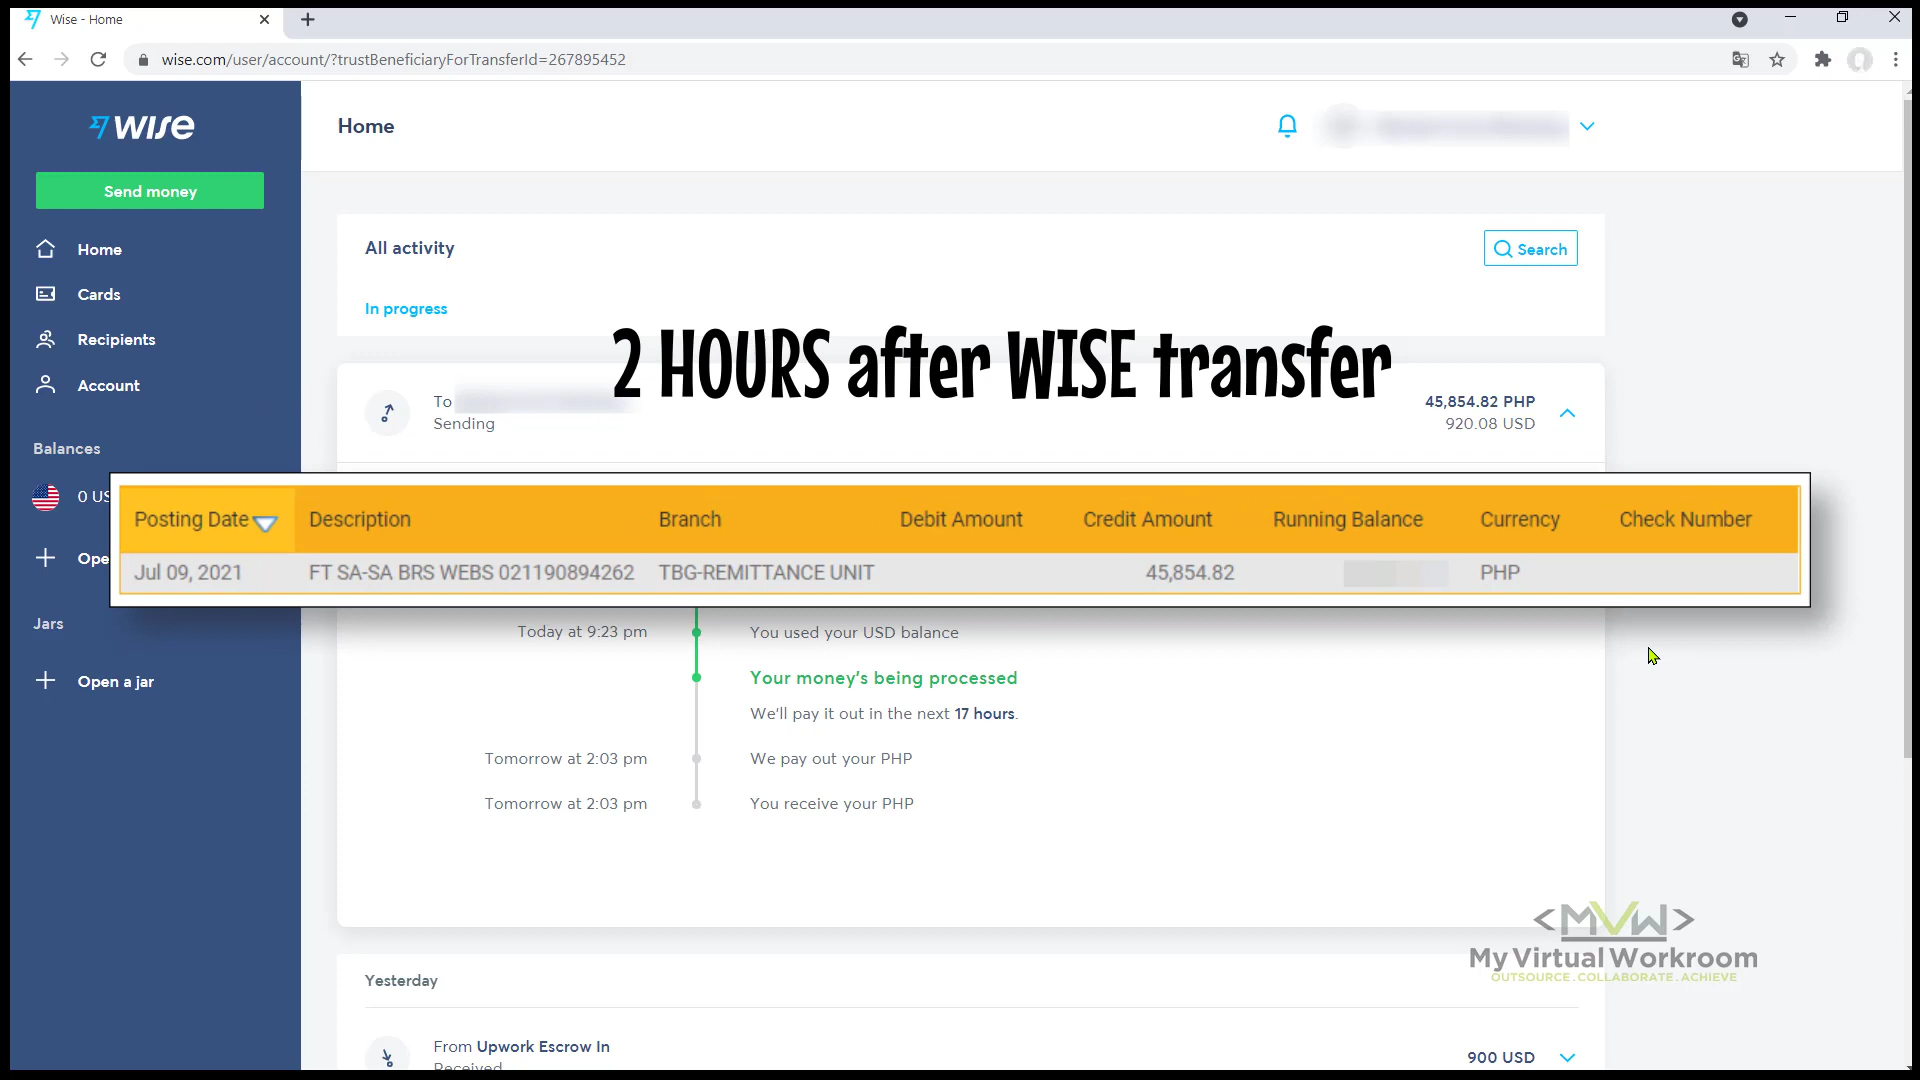 Wise - Home
wise.com/user/account/?trustBeneficiaryForTransferId=267895452
WISE
Home
Send money
Home
All activity
Search
Cards
In progress
Recipients
2 HOURS after WISE transfer
Account
To
45,854.82 PHP
Sending
920.08 USD
Balances
0 US
Posting Date Description Branch Debit Amount Credit Amount Running Balance Currency Check Number
Jul 09, 2021 FT SA-SA BRS WEBS 021190894262 TBG-REMITTANCE UNIT 45,854.82 PHP
Ope
Jars
Today at 9:23 pm You used your USD balance
Open a jar
Your money's being processed
We'll pay it out in the next 17 hours.
Tomorrow at 2:03 pm We pay out your PHP
Tomorrow at 2:03 pm You receive your PHP
<MVW>
My Virtual Workroom
OUTSOURCE.COLLABORATE.ACHIEVE
Yesterday
From Upwork Escrow In
900 USD
Received